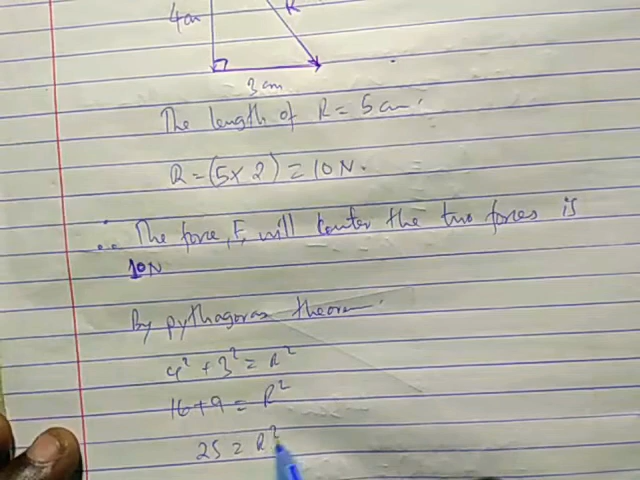 4cm
R
3cm
The length of R = 5cm.
R = (5 x 2) = 10N.
∴ The force, F, will counter the two forces is
10N
By pythagoras theorem.
4² + 3² = R²
16+9 = R²
25 = R²